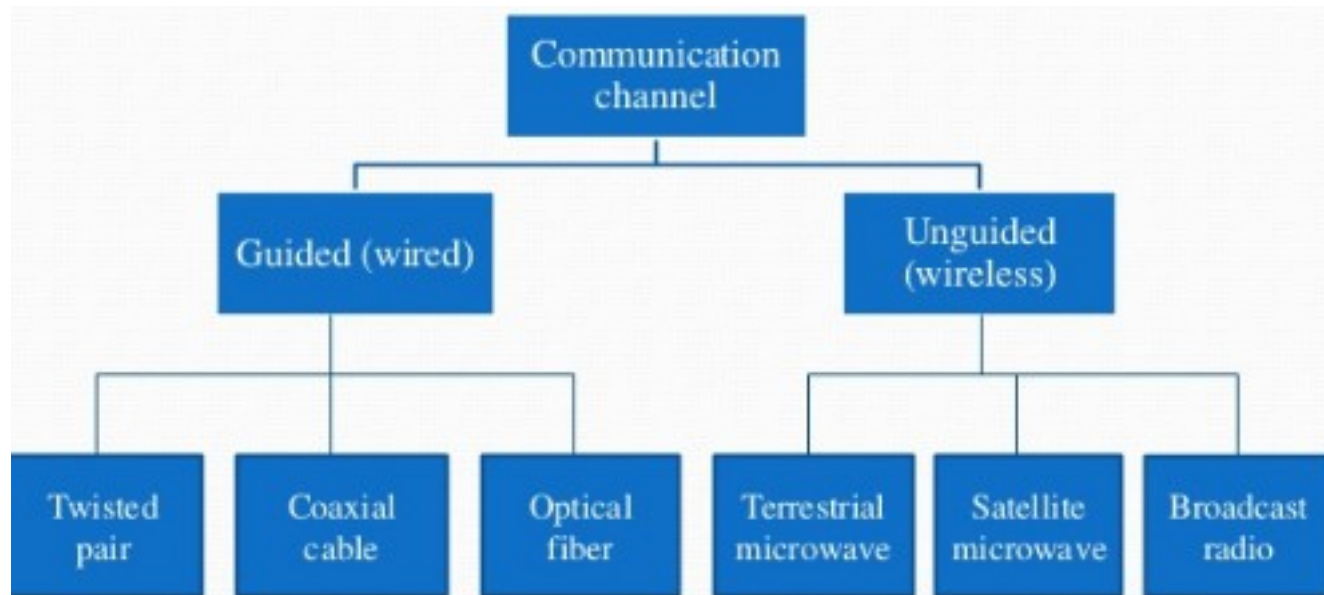 Communication
channel
Guided (wired)
Unguided
(wireless)
Twisted
pair
Coaxial
cable
Optical
fiber
Terrestrial
microwave
Satellite
microwave
Broadcast
radio